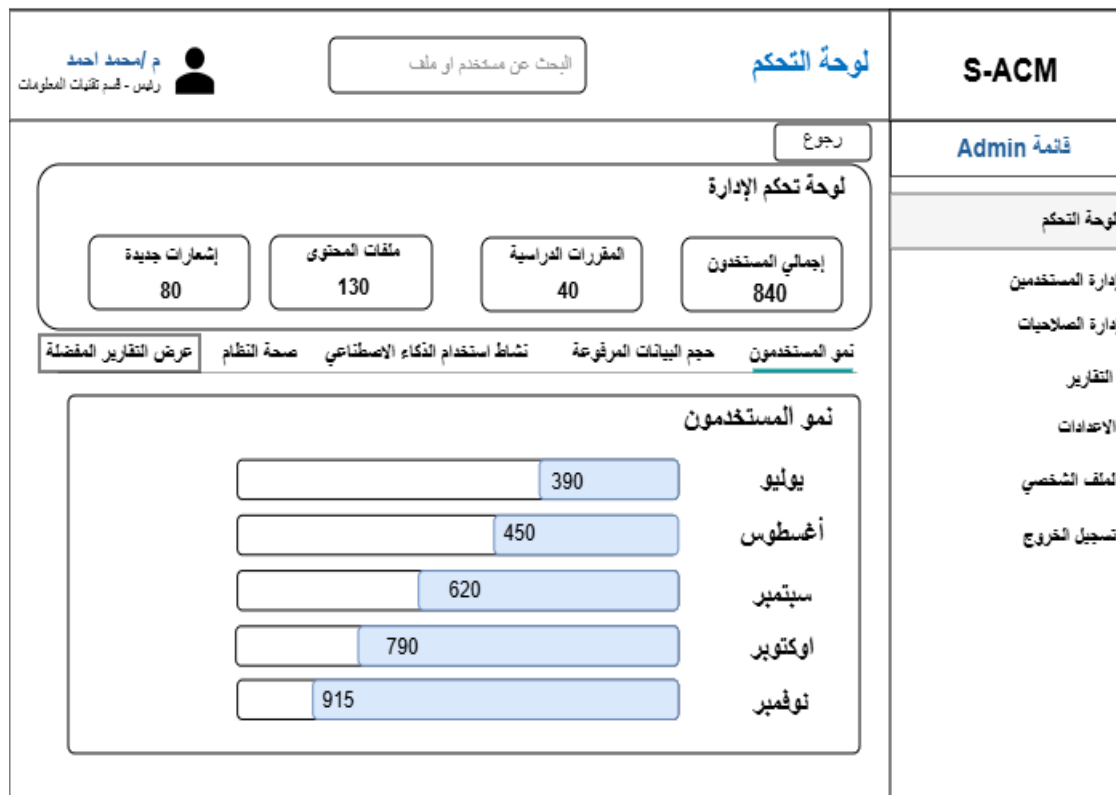 S-ACM
لوحة التحكم
البحث عن مستخدم او ملف
م /محمد احمد
رئيس - قسم تقنيات المعلومات
قائمة Admin
لوحة التحكم
إدارة المستخدمين
إدارة الصلاحيات
التقارير
الاعدادات
الملف الشخصي
تسجيل الخروج
رجوع
لوحة تحكم الإدارة
إجمالي المستخدون
840
المقررات الدراسية
40
ملفات المحتوى
130
إشعارات جديدة
80
نمو المستخدمون
حجم البيانات المرفوعة
نشاط استخدام الذكاء الاصطناعي
صحة النظام
عرض التقارير المفضلة
نمو المستخدمون
يوليو 390
أغسطوس 450
سبتمبر 620
اوكتوبر 790
نوفمبر 915